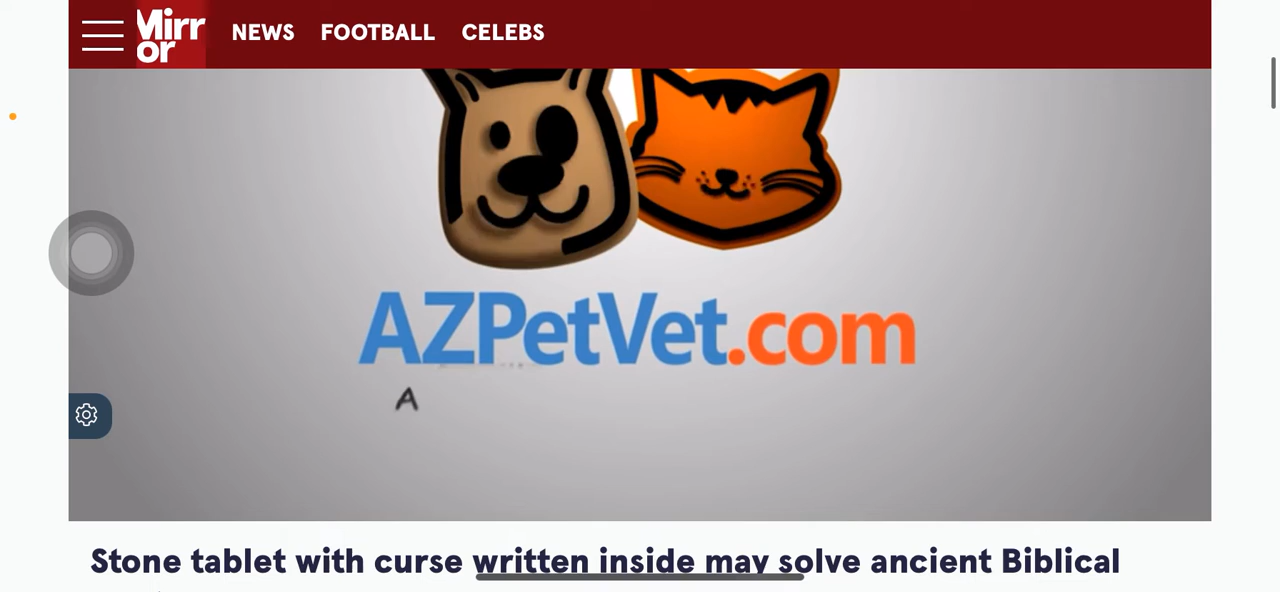 Mirror
NEWS FOOTBALL CELEBS
AZPetVet.com
A
Stone tablet with curse written inside may solve ancient Biblical